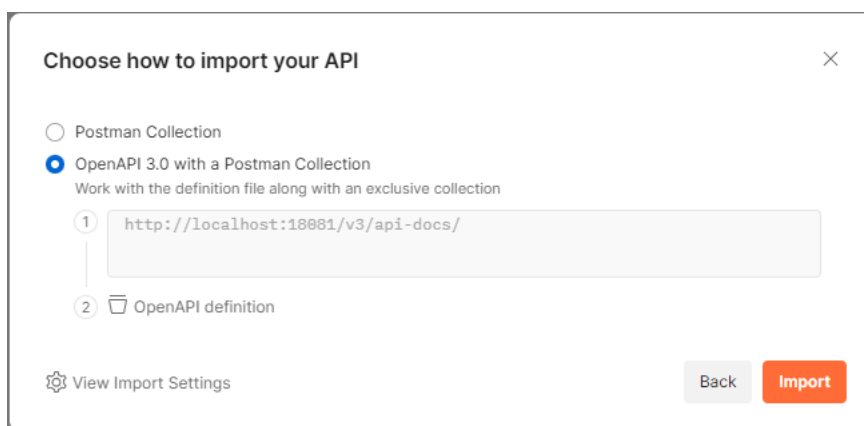 Choose how to import your API
Postman Collection
OpenAPI 3.0 with a Postman Collection
Work with the definition file along with an exclusive collection
1
http://localhost:18081/v3/api-docs/
2 OpenAPI definition
View Import Settings
Back
Import